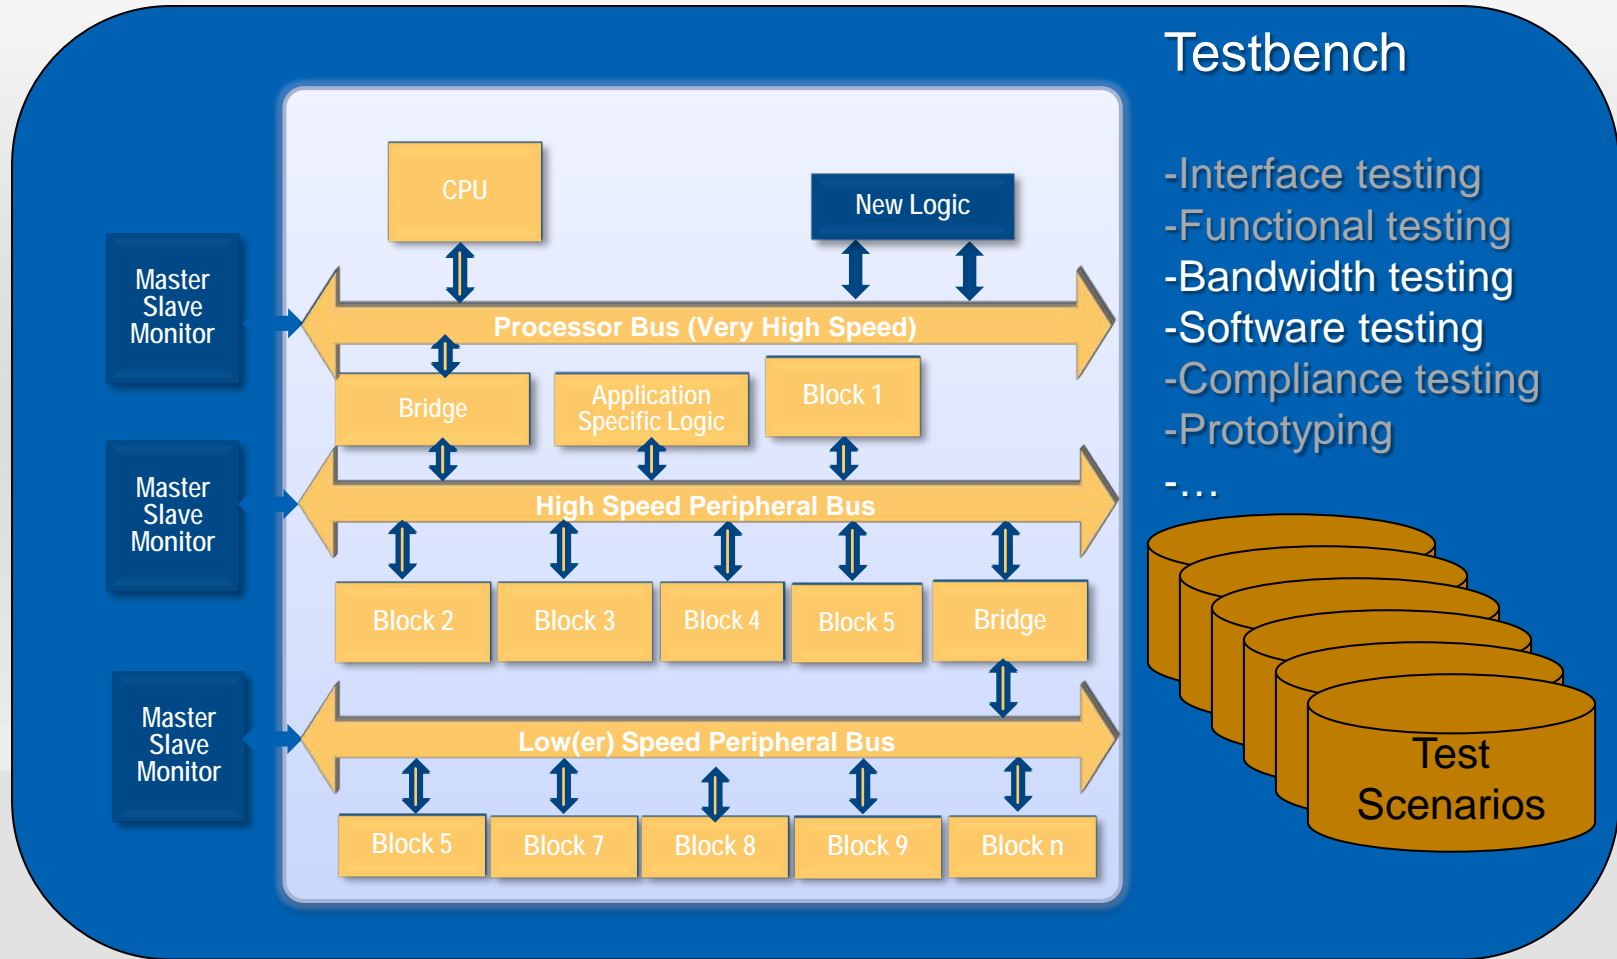 Testbench
-Interface testing
-Functional testing
-Bandwidth testing
-Software testing
-Compliance testing
-Prototyping
-...
CPU
New Logic
Master
Slave
Monitor
Processor Bus (Very High Speed)
Bridge
Application
Specific Logic
Block 1
Master
Slave
Monitor
High Speed Peripheral Bus
Block 2
Block 3
Block 4
Block 5
Bridge
Master
Slave
Monitor
Low(er) Speed Peripheral Bus
Block 5
Block 7
Block 8
Block 9
Block n
Test
Scenarios